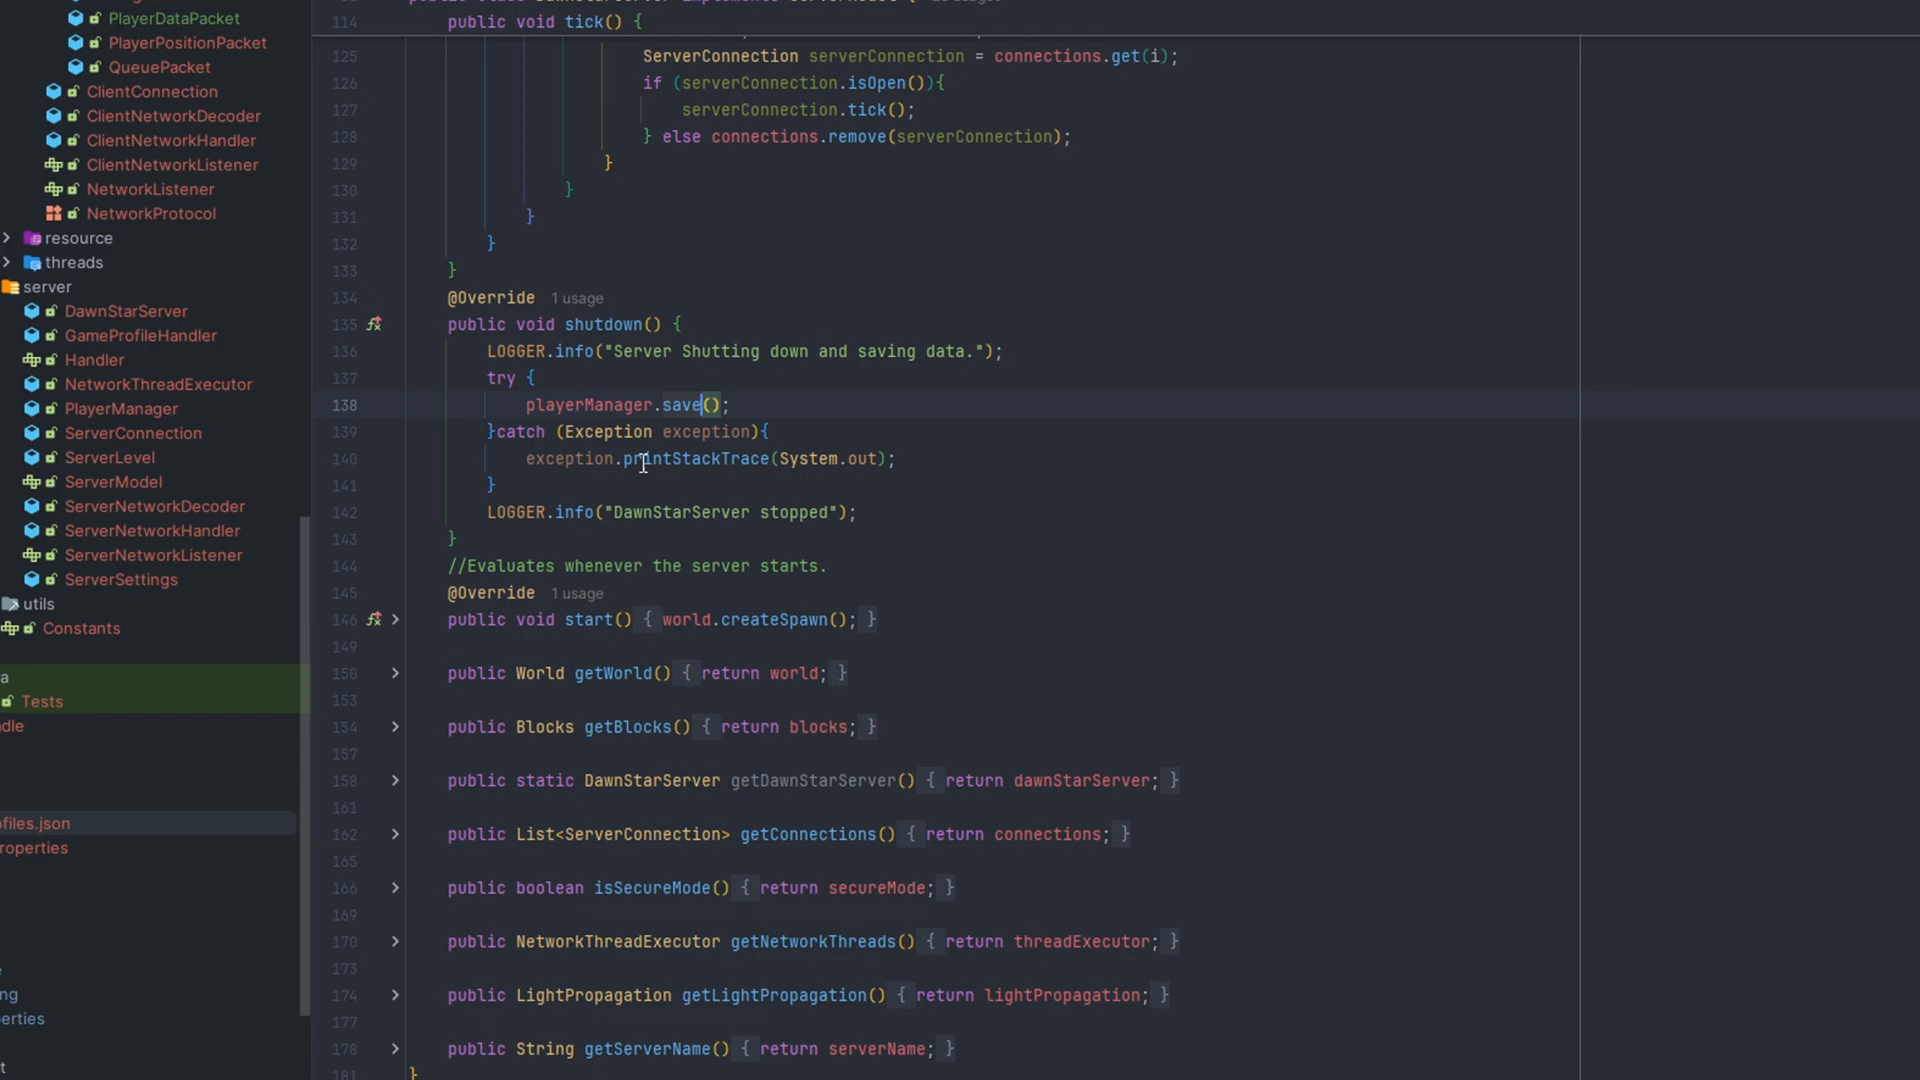 PlayerDataPacket
PlayerPositionPacket
QueuePacket
ClientConnection
ClientNetworkDecoder
ClientNetworkHandler
ClientNetworkListener
NetworkListener
NetworkProtocol
resource
threads
server
DawnStarServer
GameProfileHandler
Handler
NetworkThreadExecutor
PlayerManager
ServerConnection
ServerLevel
ServerModel
ServerNetworkDecoder
ServerNetworkHandler
ServerNetworkListener
ServerSettings
utils
Constants
a
Tests
dle
files.json
roperties
ng
erties
t
114 public void tick() {
125 ServerConnection serverConnection = connections.get(i);
126 if (serverConnection.isOpen()){
127 serverConnection.tick();
128 } else connections.remove(serverConnection);
129 }
130 }
131 }
132 }
133 }
134 @Override 1 usage
135 public void shutdown() {
136 LOGGER.info("Server Shutting down and saving data.");
137 try {
138 playerManager.save();
139 }catch (Exception exception){
140 exception.printStackTrace(System.out);
141 }
142 LOGGER.info("DawnStarServer stopped");
143 }
144 //Evaluates whenever the server starts.
145 @Override 1 usage
146 public void start() { world.createSpawn(); }
149
150 public World getWorld() { return world; }
153
154 public Blocks getBlocks() { return blocks; }
157
158 public static DawnStarServer getDawnStarServer() { return dawnStarServer; }
161
162 public List<ServerConnection> getConnections() { return connections; }
165
166 public boolean isSecureMode() { return secureMode; }
169
170 public NetworkThreadExecutor getNetworkThreads() { return threadExecutor; }
173
174 public LightPropagation getLightPropagation() { return lightPropagation; }
177
178 public String getServerName() { return serverName; }
181 }